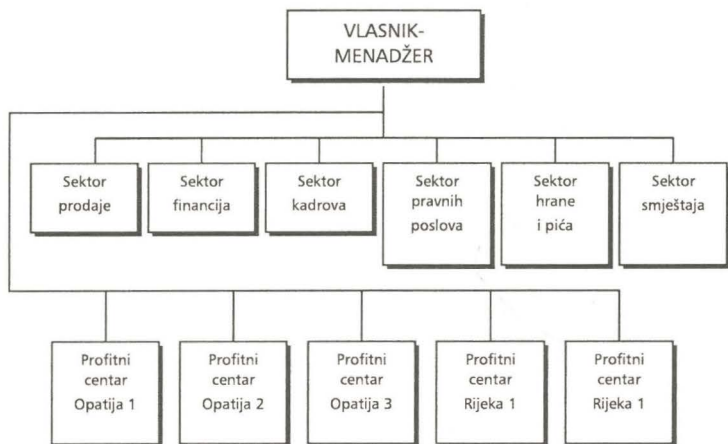 VLASNIK-
MENADŽER
Sektor
prodaje
Sektor
financija
Sektor
kadrova
Sektor
pravnih
poslova
Sektor
hrane
i pića
Sektor
smještaja
Profitni
centar
Opatija 1
Profitni
centar
Opatija 2
Profitni
centar
Opatija 3
Profitni
centar
Rijeka 1
Profitni
centar
Rijeka 1